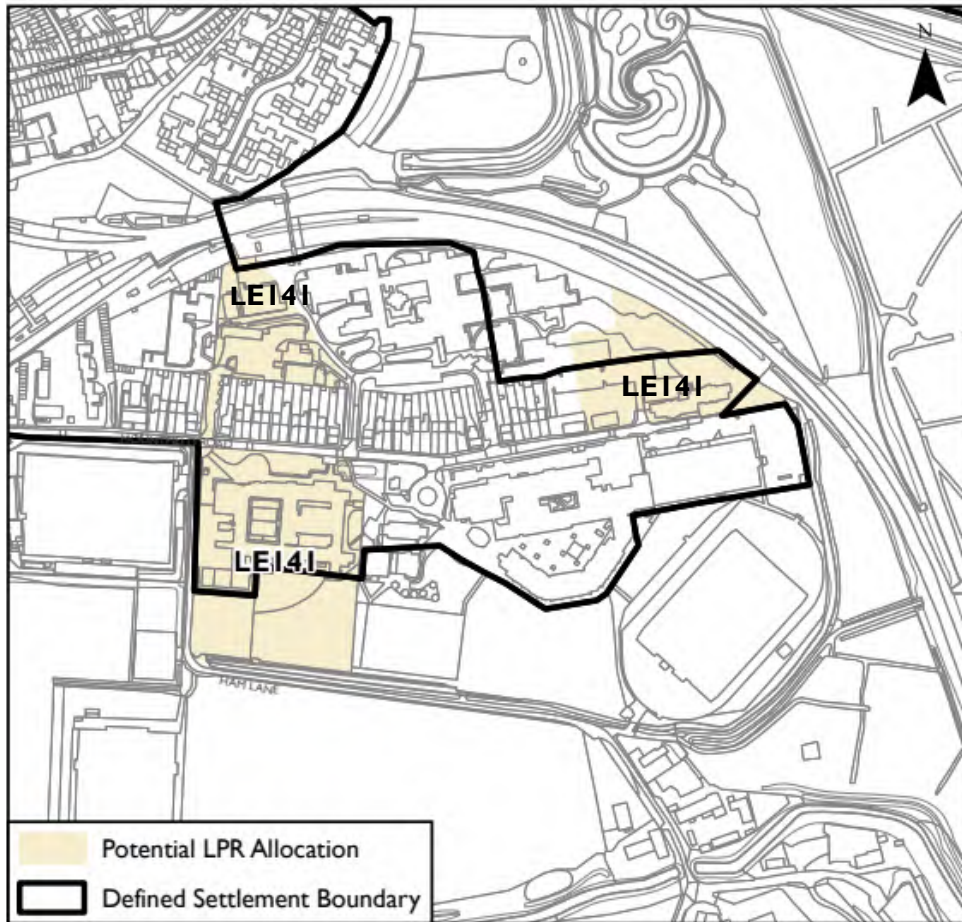 N
LE141
LE141
LE141
HAM LANE
Potential LPR Allocation
Defined Settlement Boundary